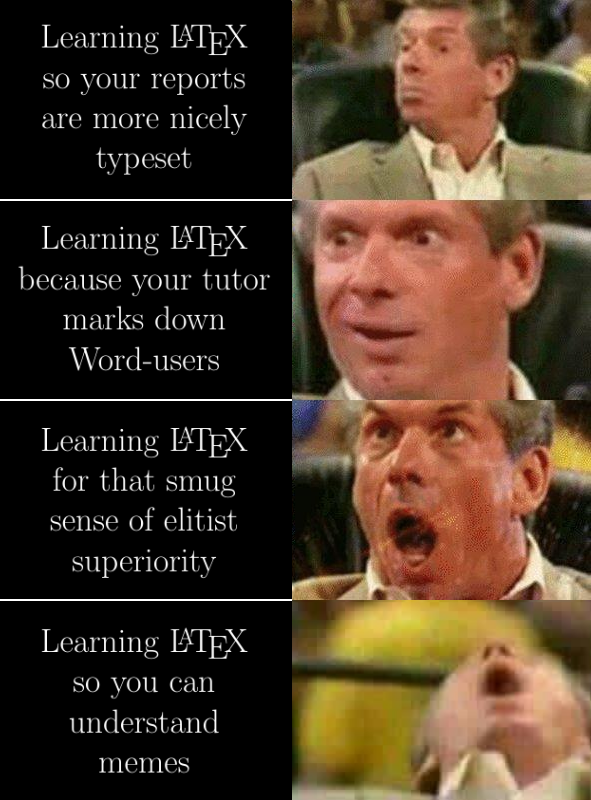 Learning LATEX
so your reports
are more nicely
typeset
Learning LATEX
because your tutor
marks down
Word-users
Learning LATEX
for that smug
sense of elitist
superiority
Learning LATEX
so you can
understand
memes